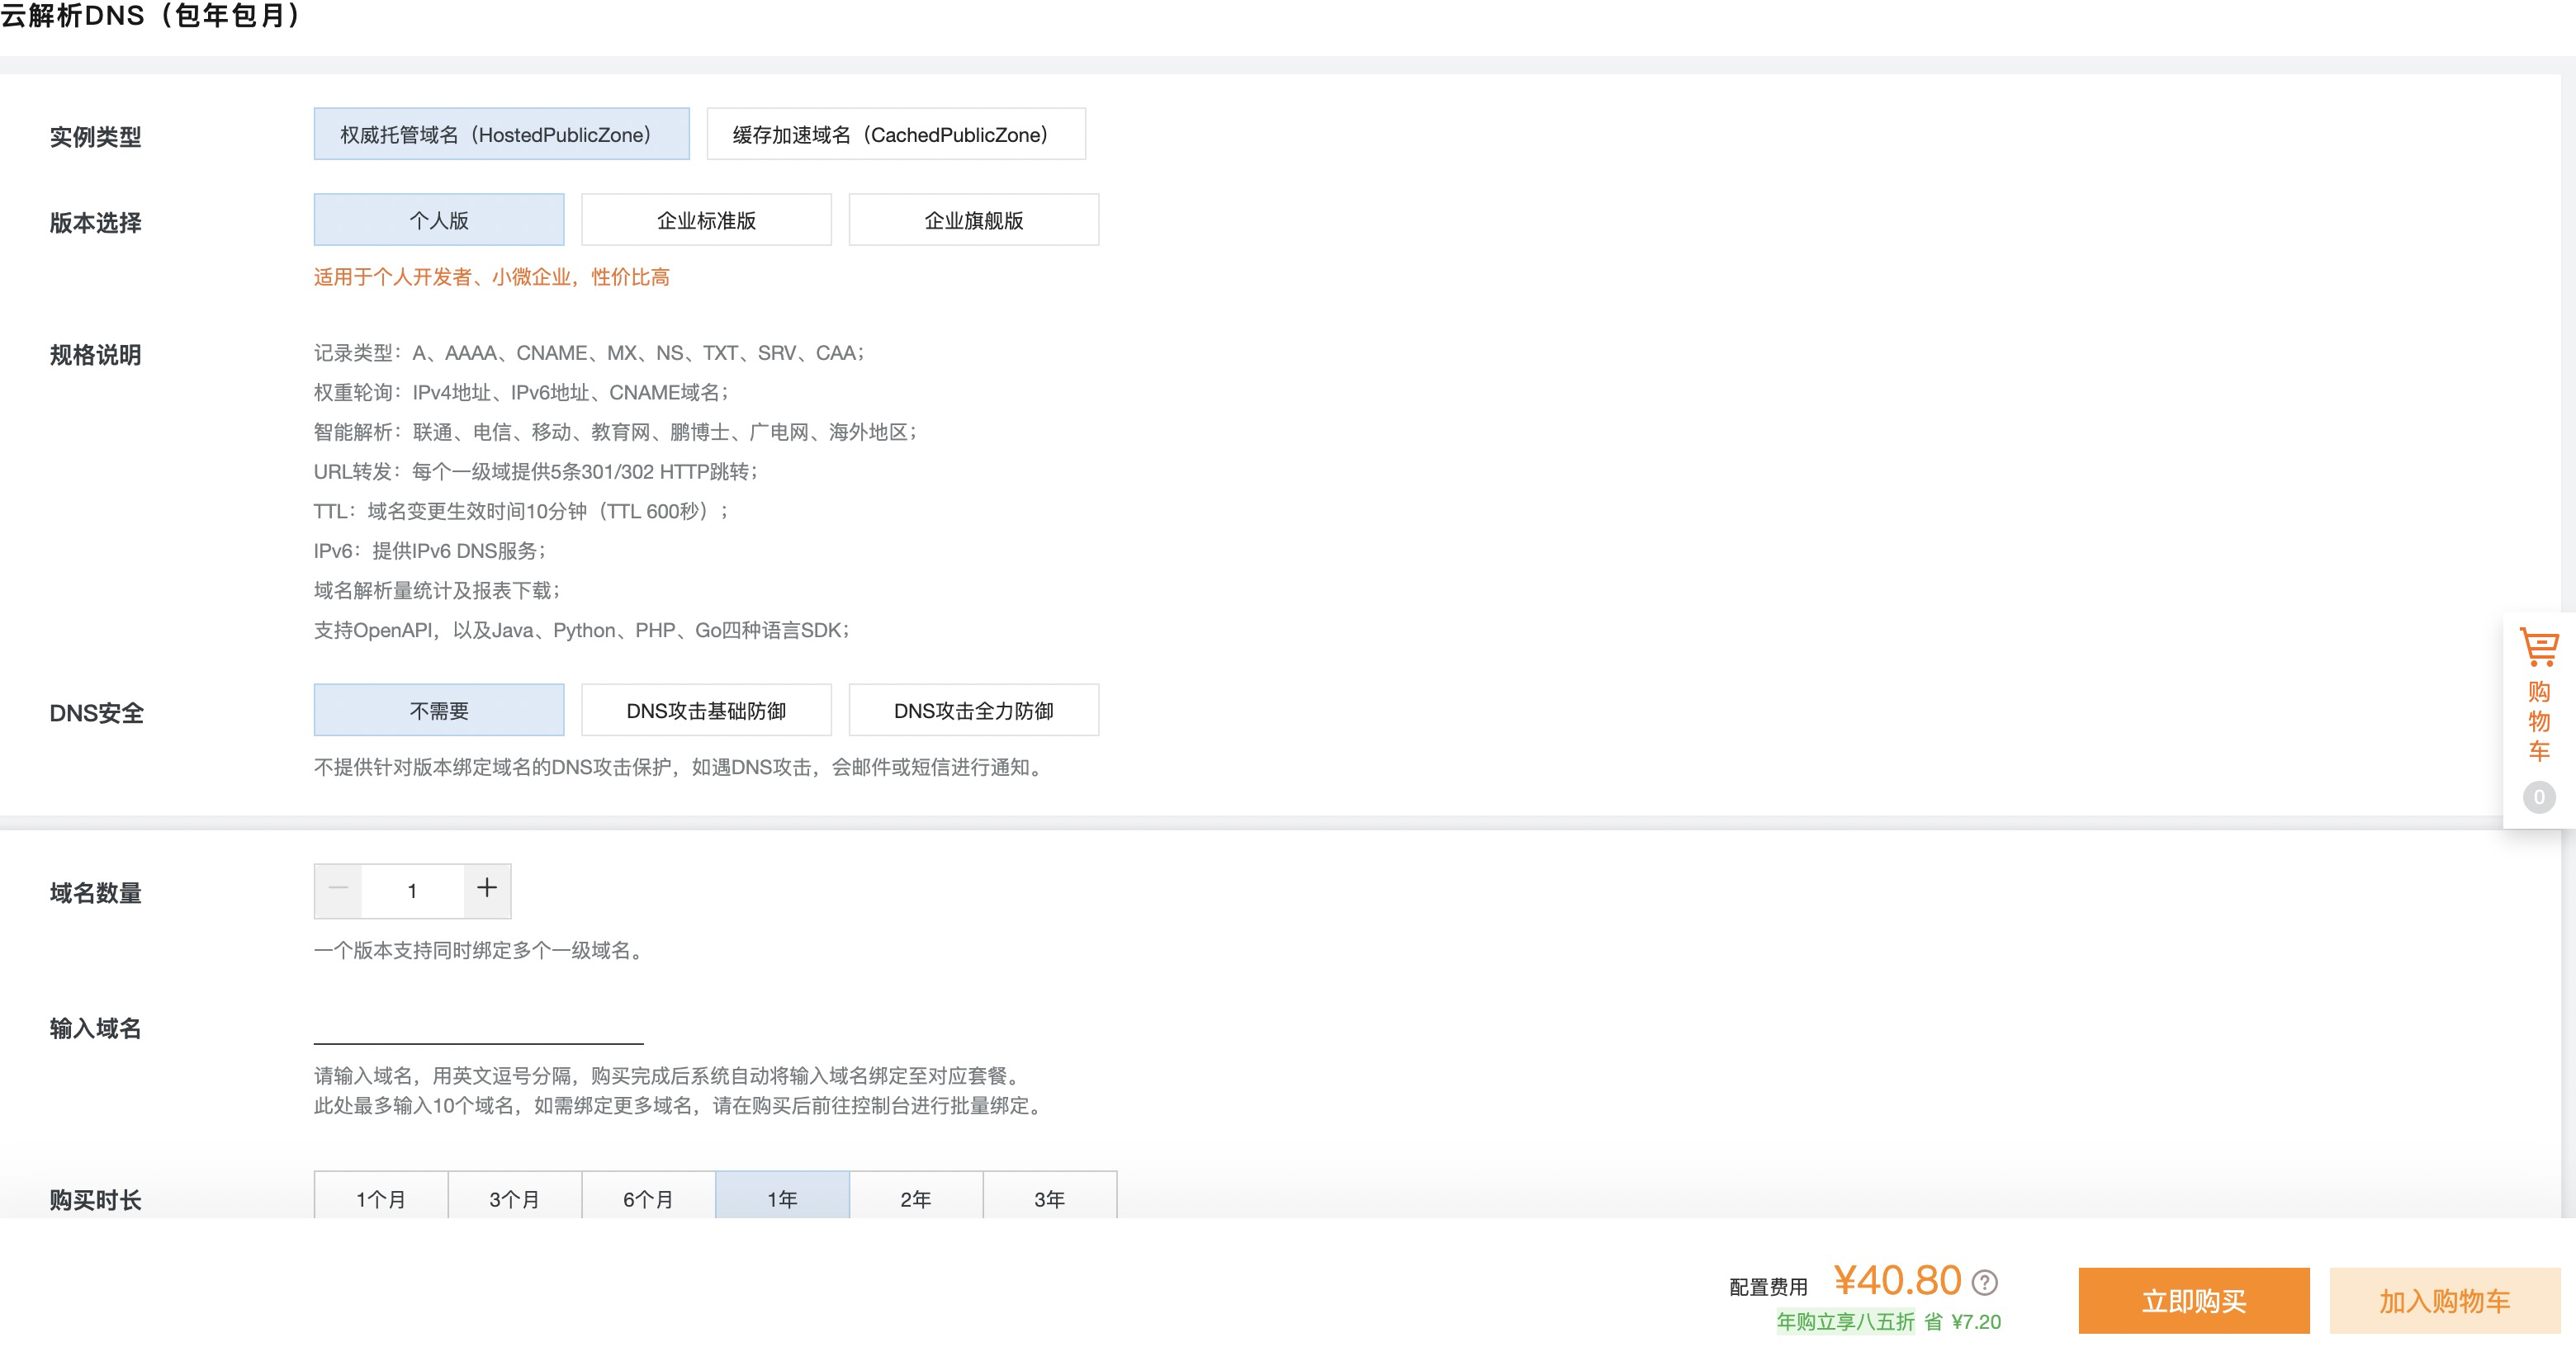 云解析DNS（包年包月）
实例类型
权威托管域名（HostedPublicZone）
缓存加速域名（CachedPublicZone）
版本选择
个人版
企业标准版
企业旗舰版
适用于个人开发者、小微企业，性价比高
规格说明
记录类型：A、AAAA、CNAME、MX、NS、TXT、SRV、CAA；
权重轮询：IPv4地址、IPv6地址、CNAME域名；
智能解析：联通、电信、移动、教育网、鹏博士、广电网、海外地区；
URL转发：每个一级域提供5条301/302 HTTP跳转；
TTL：域名变更生效时间10分钟（TTL 600秒）；
IPv6：提供IPv6 DNS服务；
域名解析量统计及报表下载；
支持OpenAPI，以及Java、Python、PHP、Go四种语言SDK；
DNS安全
不需要
DNS攻击基础防御
DNS攻击全力防御
不提供针对版本绑定域名的DNS攻击保护，如遇DNS攻击，会邮件或短信进行通知。
购
物
车
0
域名数量
1
一个版本支持同时绑定多个一级域名。
输入域名
请输入域名，用英文逗号分隔，购买完成后系统自动将输入域名绑定至对应套餐。
此处最多输入10个域名，如需绑定更多域名，请在购买后前往控制台进行批量绑定。
购买时长
1个月
3个月
6个月
1年
2年
3年
配置费用 ¥40.80
年购立享八五折 省 ¥7.20
立即购买
加入购物车